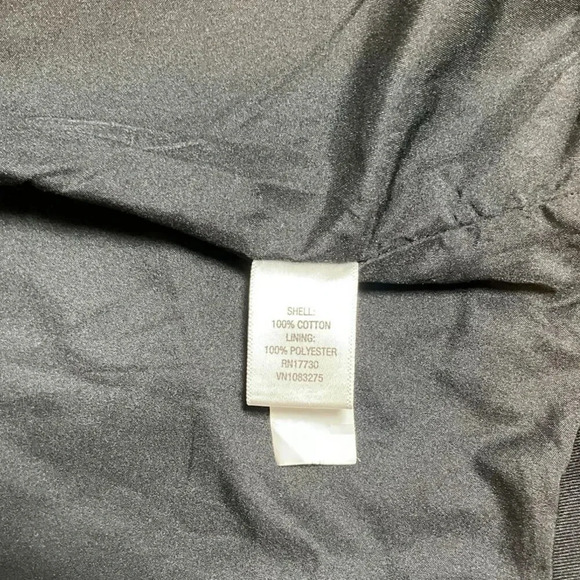 SHELL:
100% COTTON
LINING:
100% POLYESTER
RN17730
VN1083275